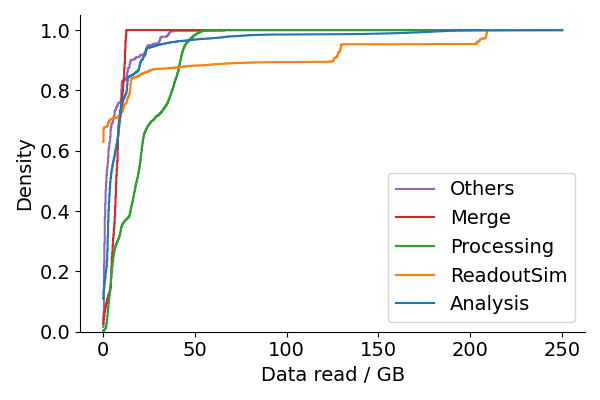 1.0
0.8
0.6
0.4
0.2
0.0
Density
0 50 100 150 200 250
Data read / GB
Others
Merge
Processing
ReadoutSim
Analysis